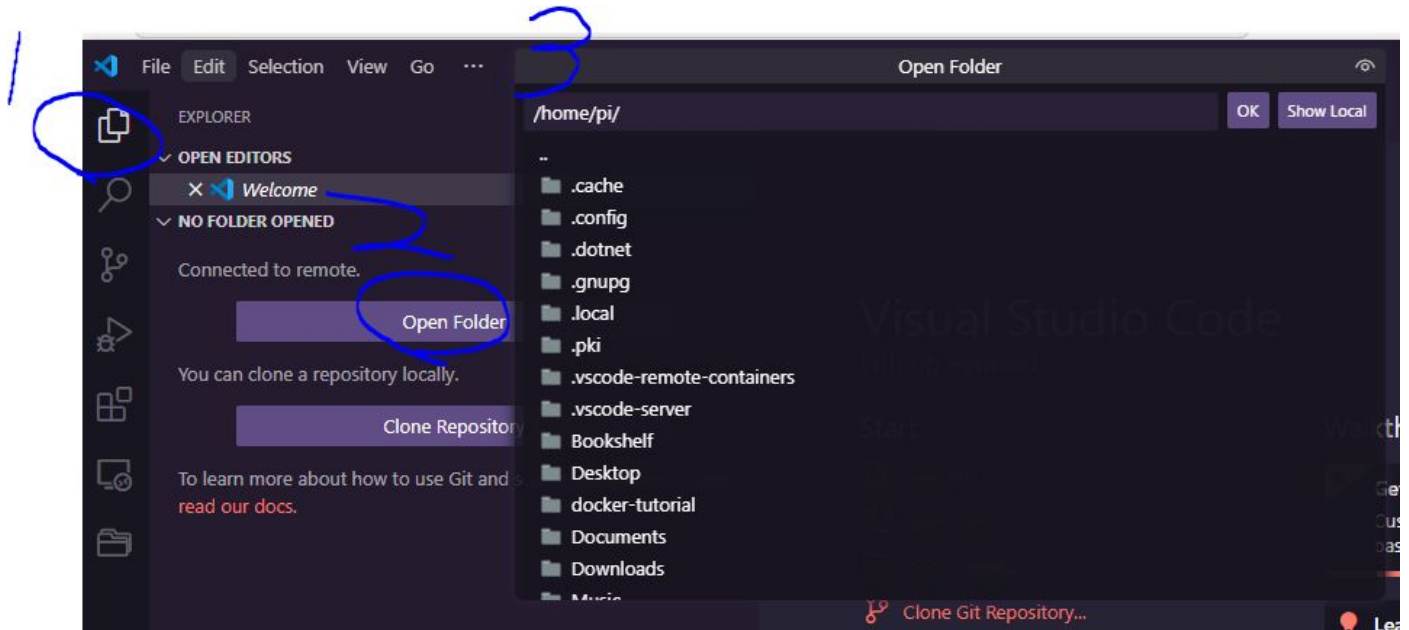 1
3
File Edit Selection View Go ···
Open Folder
/home/pi/
OK
Show Local
EXPLORER
OPEN EDITORS
Welcome
2
NO FOLDER OPENED
Connected to remote.
Open Folder
You can clone a repository locally.
Clone Repository
To learn more about how to use Git and
read our docs.
..
.cache
.config
.dotnet
.gnupg
.local
.pki
.vscode-remote-containers
.vscode-server
Bookshelf
Desktop
docker-tutorial
Documents
Downloads
Music
Visual Studio Code
Start
Clone Git Repository...